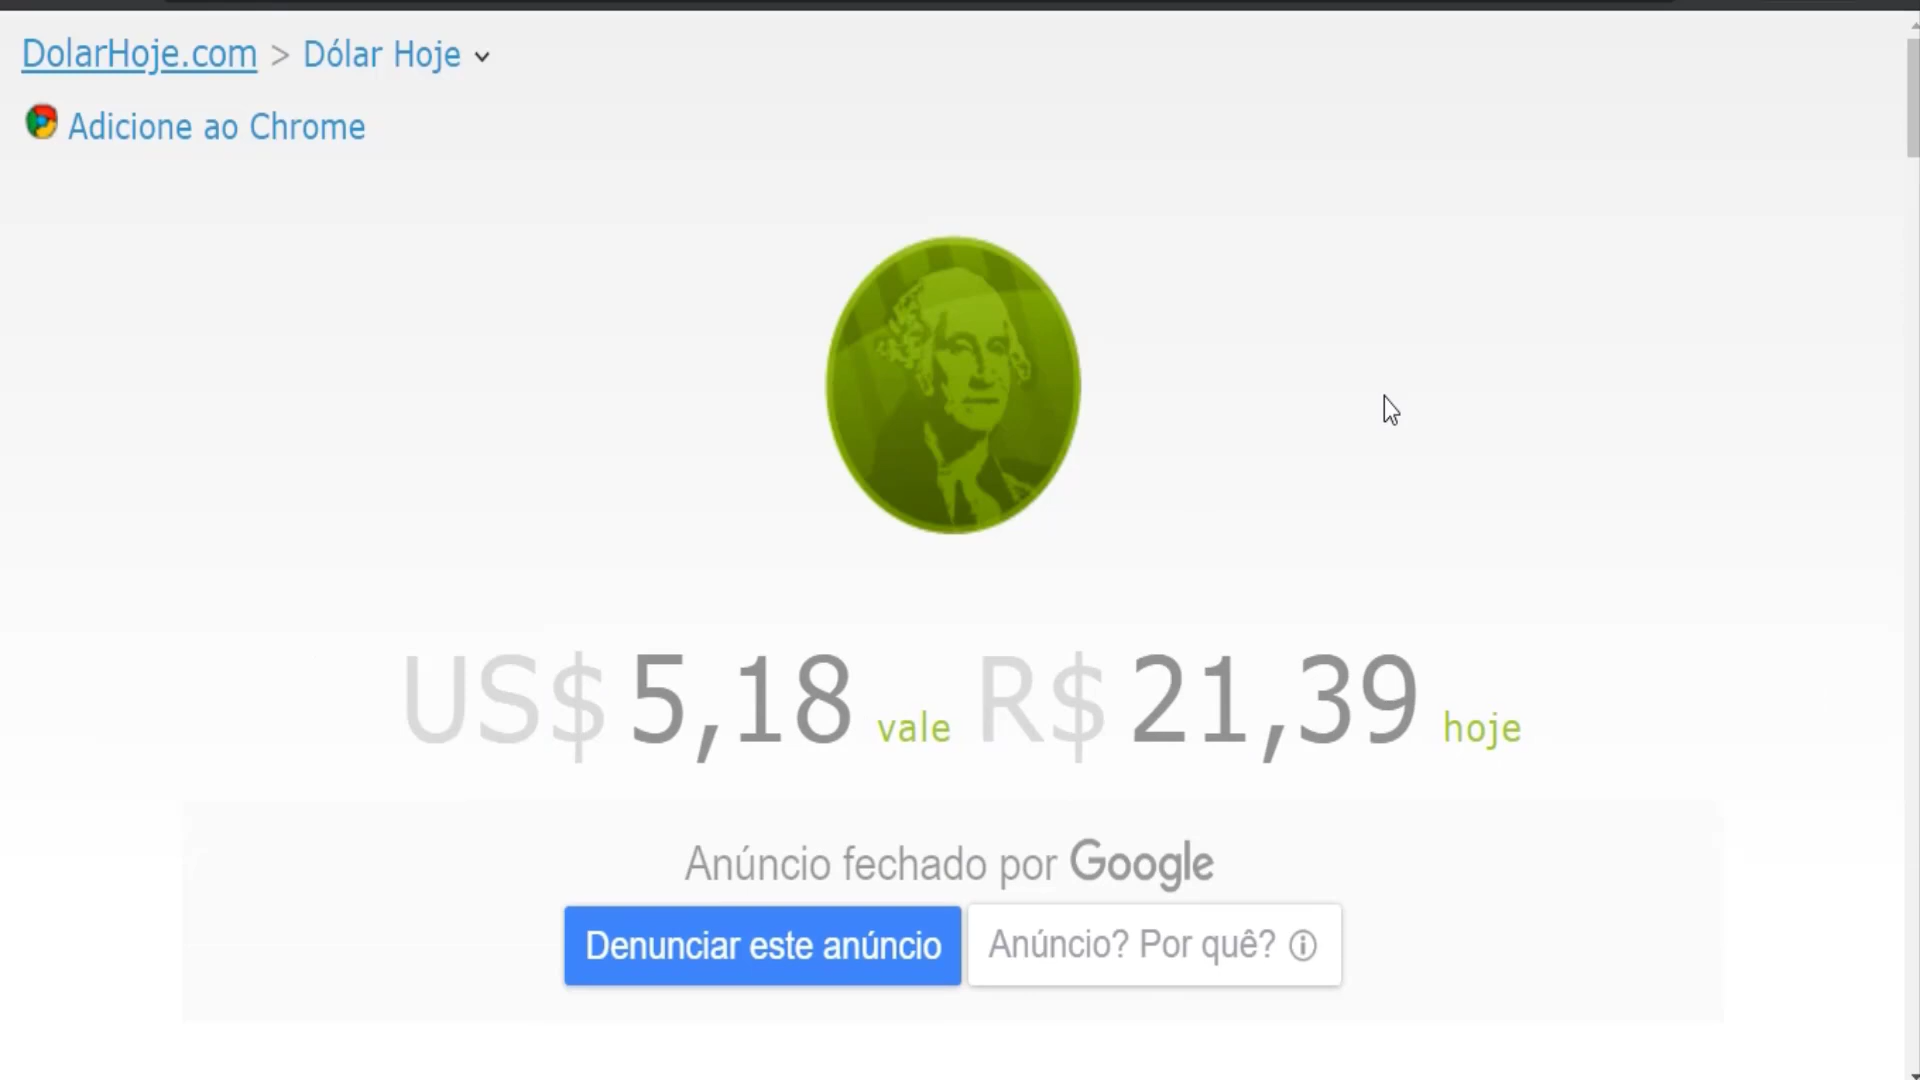 DolarHoje.com > Dólar Hoje
Adicione ao Chrome
US$ 5,18 vale R$ 21,39 hoje
Anúncio fechado por Google
Denunciar este anúncio
Anúncio? Por quê?